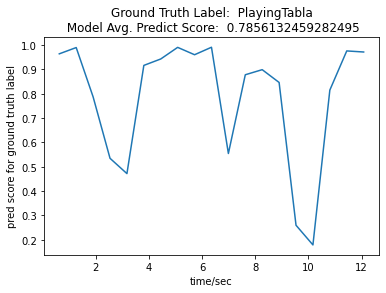 Ground Truth Label:  PlayingTabla
Model Avg. Predict Score:  0.7856132459282495
1.0
0.9
0.8
0.7
0.6
0.5
0.4
0.3
0.2
pred score for ground truth label
2 4 6 8 10 12
time/sec